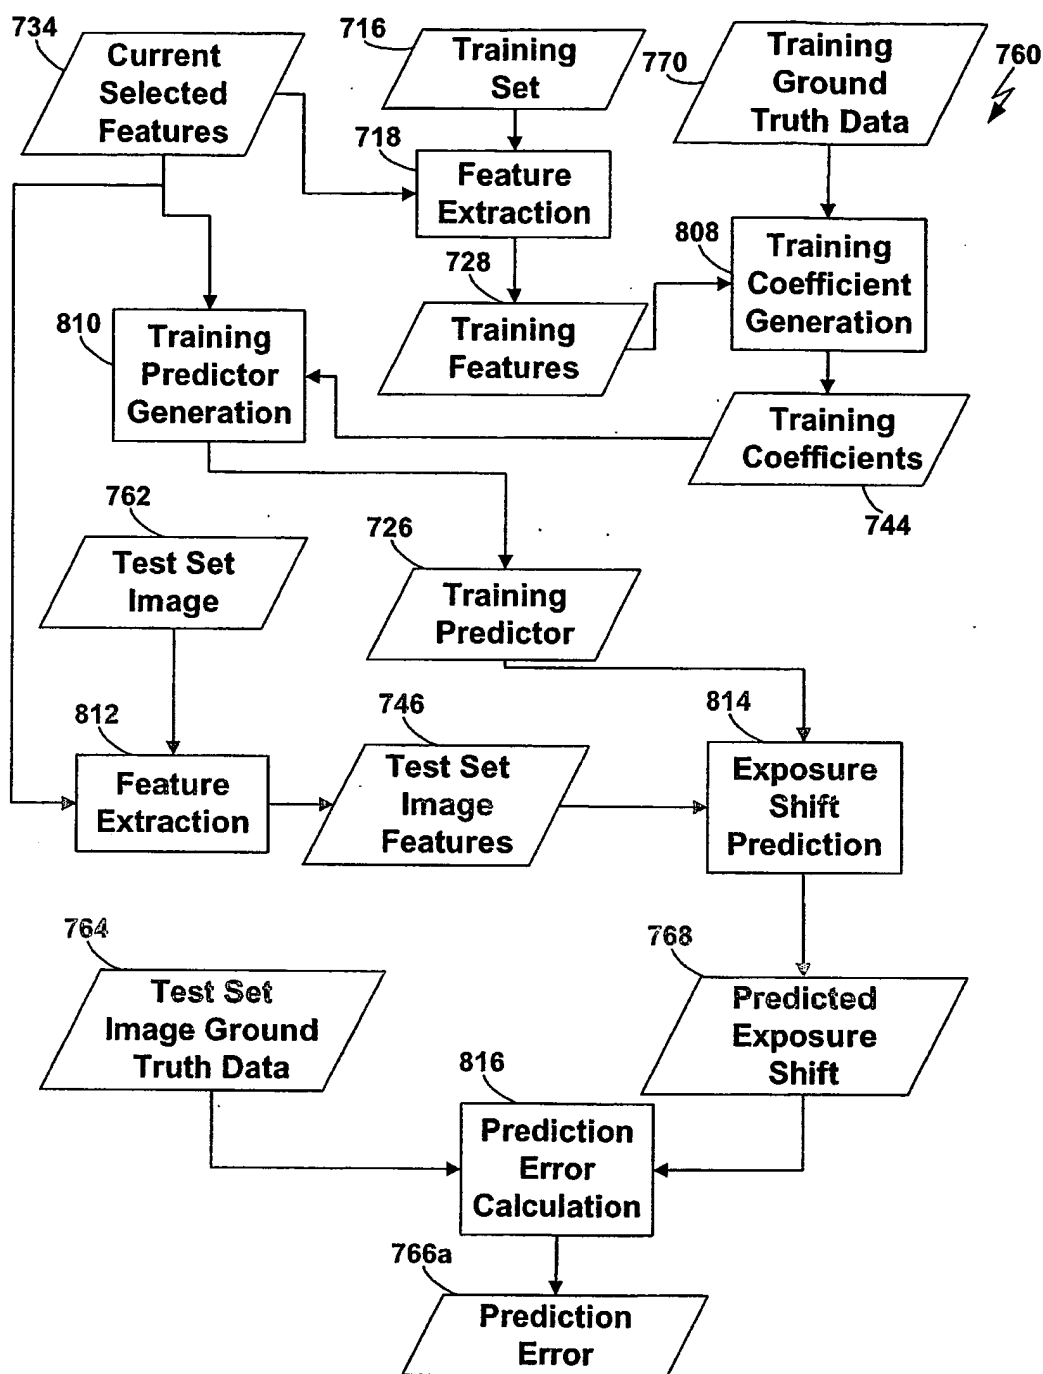 734
Current
Selected
Features
716
Training
Set
770
Training
Ground
Truth Data
760
718
Feature
Extraction
808
Training
Coefficient
Generation
728
Training
Features
810
Training
Predictor
Generation
Training
Coefficients
744
762
Test Set
Image
726
Training
Predictor
812
Feature
Extraction
746
Test Set
Image
Features
814
Exposure
Shift
Prediction
764
Test Set
Image Ground
Truth Data
768
Predicted
Exposure
Shift
816
Prediction
Error
Calculation
766a
Prediction
Error